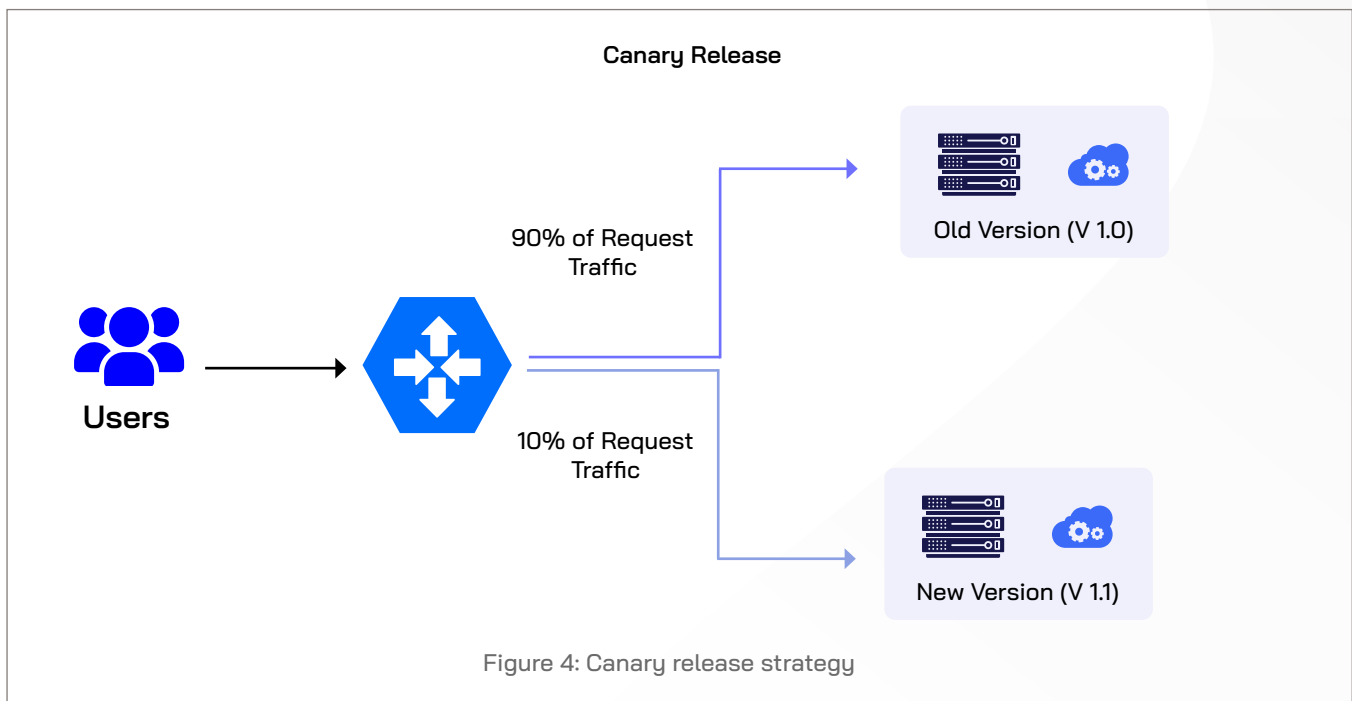 Canary Release
90% of Request
Traffic
Old Version (V 1.0)
Users
10% of Request
Traffic
New Version (V 1.1)
Figure 4: Canary release strategy